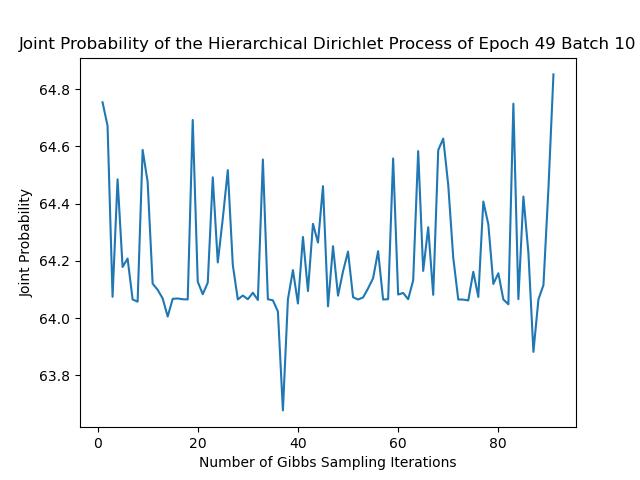 Joint Probability of the Hierarchical Dirichlet Process of Epoch 49 Batch 10
64.8
64.6
64.4
64.2
64.0
63.8
Joint Probability
0 20 40 60 80
Number of Gibbs Sampling Iterations